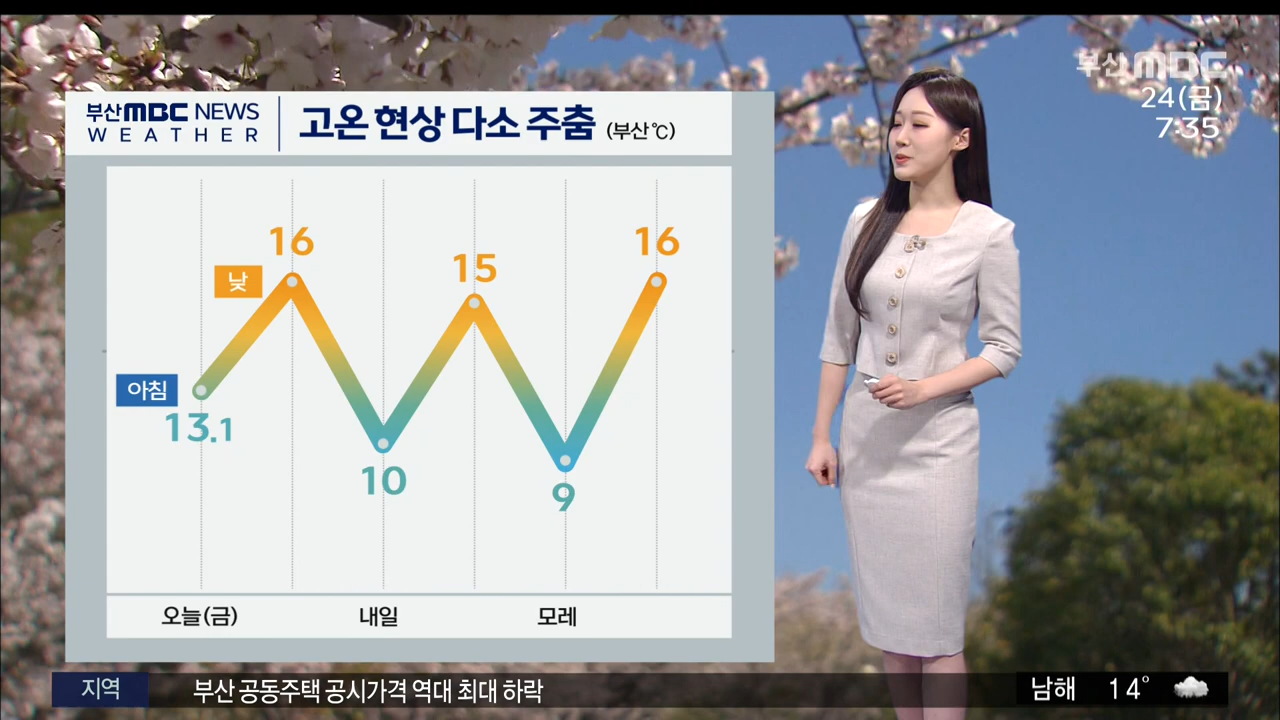 부산MBC NEWS
WEATHER
고온 현상 다소 주춤 (부산 ℃)
부산MBC
24(금)
7:35
16
15
16
낮
아침
13.1
10
9
오늘(금)
내일
모레
지역
부산 공동주택 공시가격 역대 최대 하락
남해 14°